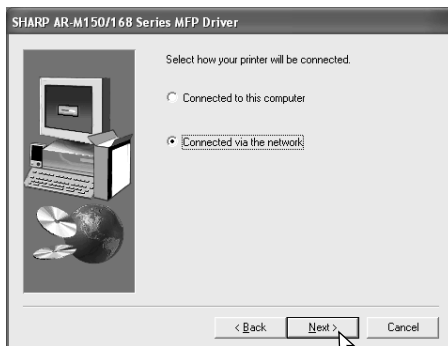 SHARP AR-M150/168 Series MFP Driver
Select how your printer will be connected.
Connected to this computer
Connected via the network
< Back
Next >
Cancel